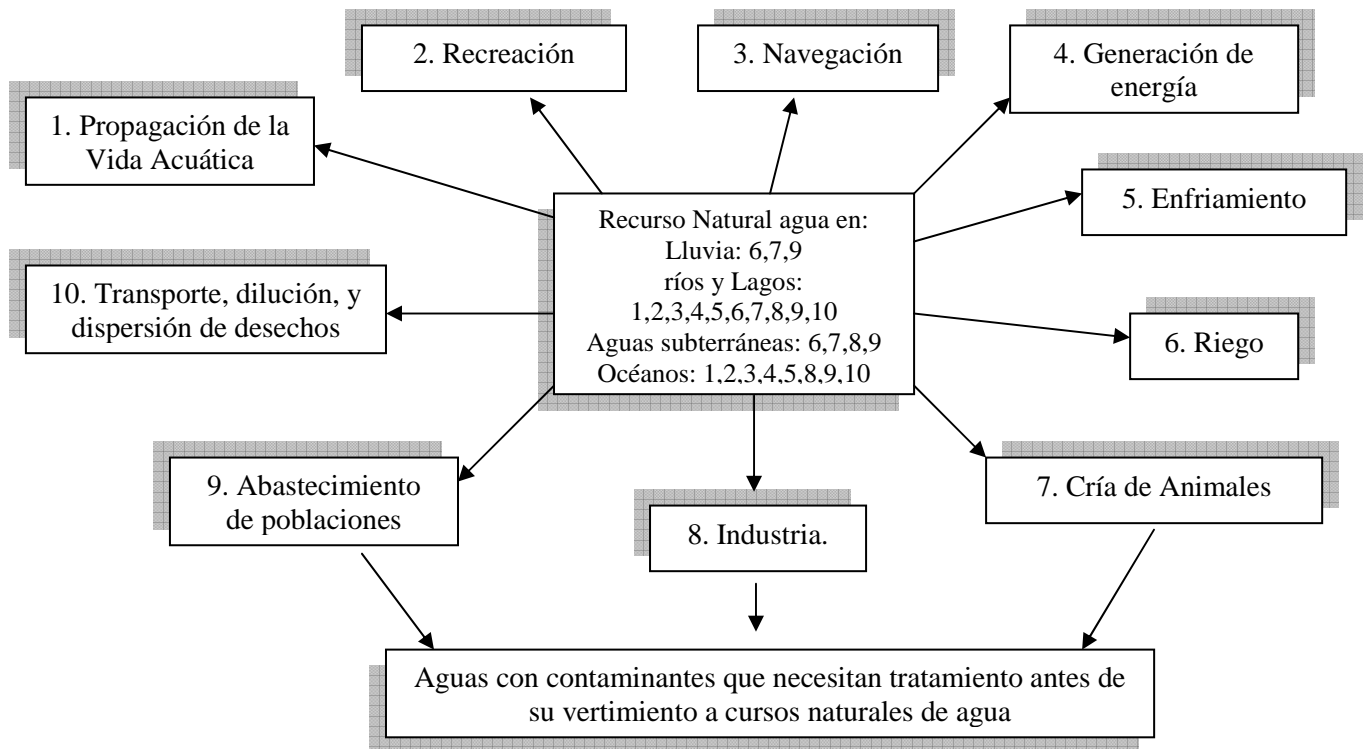 2. Recreación
3. Navegación
4. Generación de
energía
1. Propagación de la
Vida Acuática
5. Enfriamiento
Recurso Natural agua en:
Lluvia: 6,7,9
ríos y Lagos:
1,2,3,4,5,6,7,8,9,10
Aguas subterráneas: 6,7,8,9
Océanos: 1,2,3,4,5,8,9,10
10. Transporte, dilución, y
dispersión de desechos
6. Riego
9. Abastecimiento
de poblaciones
8. Industria.
7. Cría de Animales
Aguas con contaminantes que necesitan tratamiento antes de
su vertimiento a cursos naturales de agua